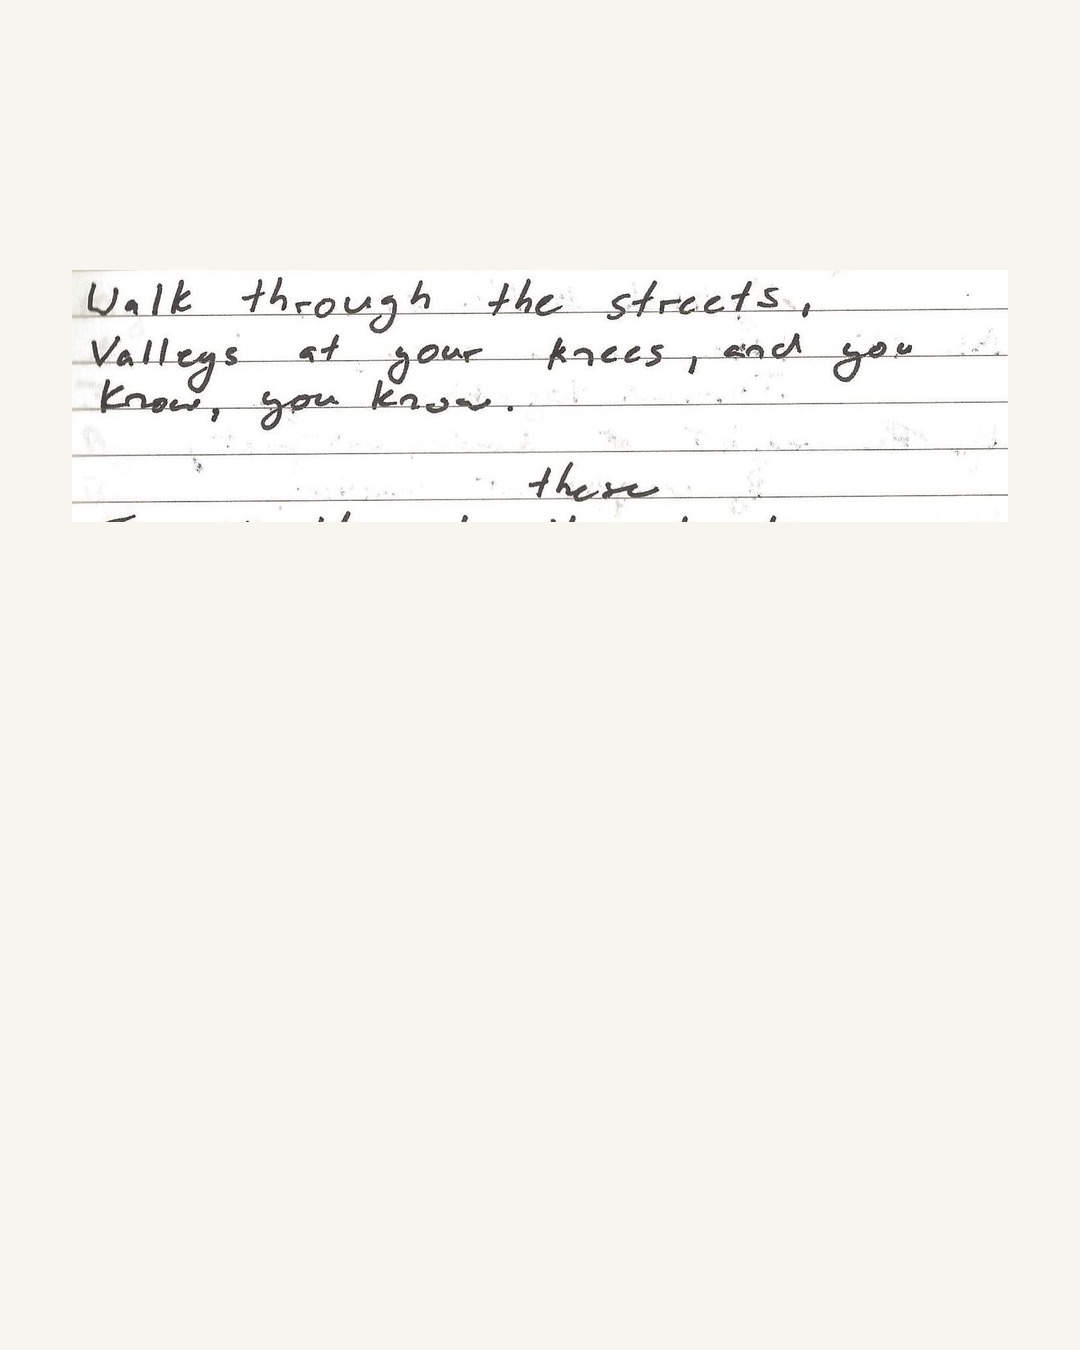 Walk through the streets,
Valleys at your knees, and you
know, you know.
these